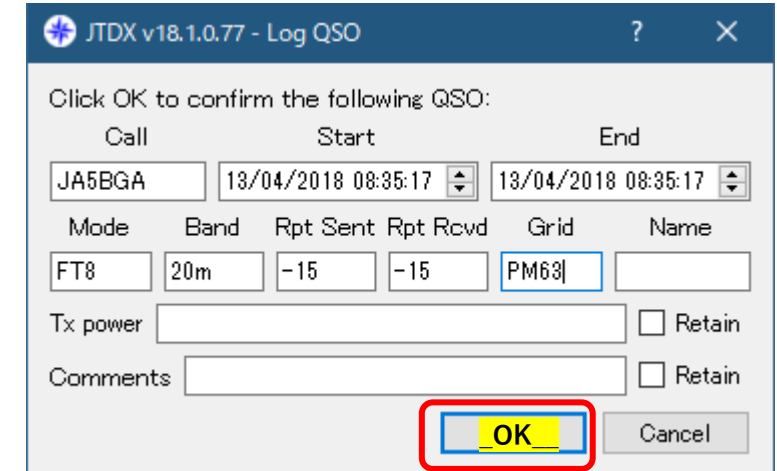 JTDX v18.1.0.77 - Log QSO ? ×
Click OK to confirm the following QSO:
Call Start End
JA5BGA 13/04/2018 08:35:17 13/04/2018 08:35:17
Mode Band Rpt Sent Rpt Rcvd Grid Name
FT8 20m -15 -15 PM63
Tx power Retain
Comments Retain
_OK__ Cancel